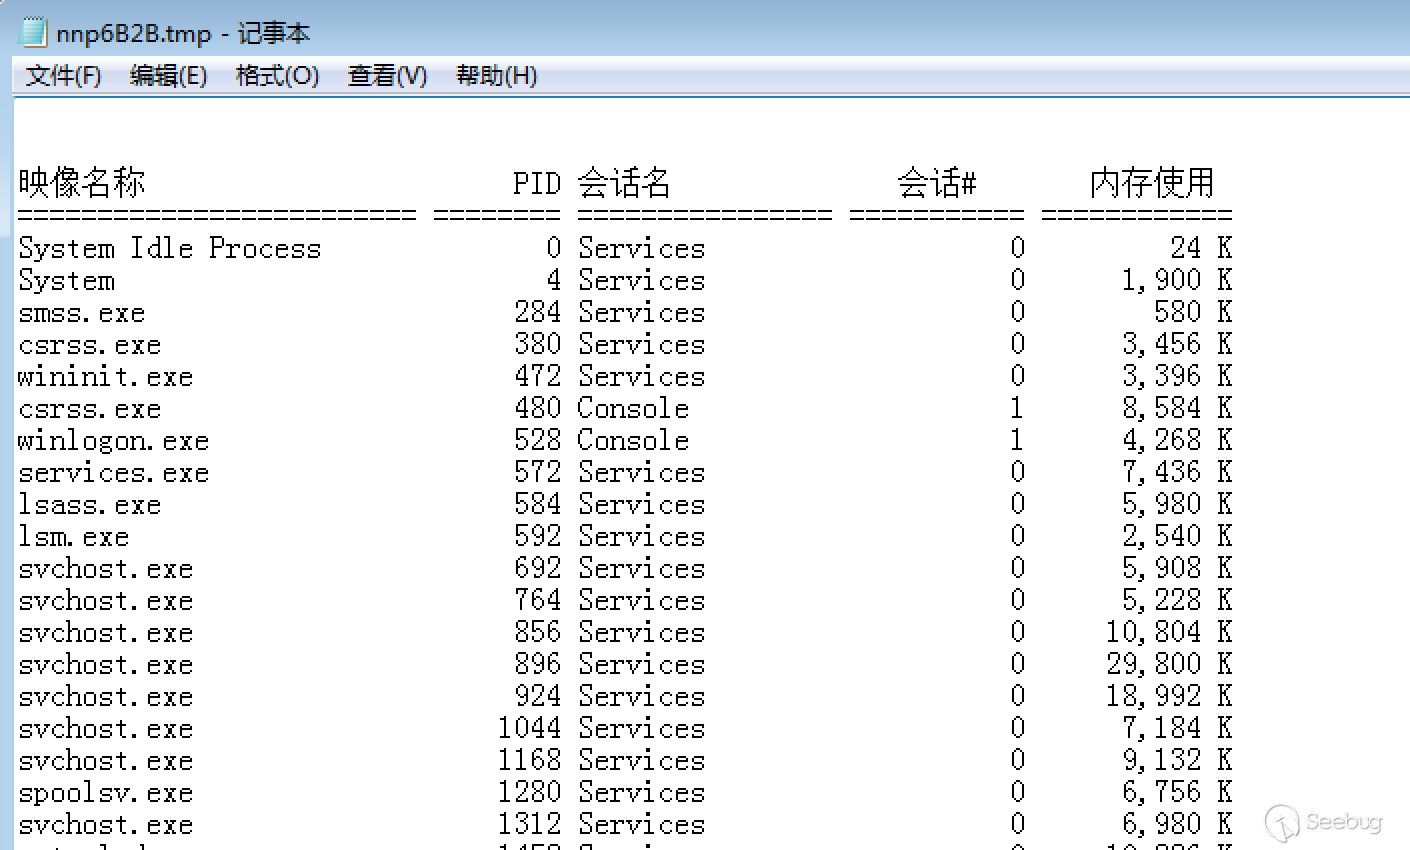 nnp6B2B.tmp - 记事本
文件(F) 编辑(E) 格式(O) 查看(V) 帮助(H)
映像名称 PID 会话名 会话# 内存使用
========================= ======== ================ =========== ============
System Idle Process 0 Services 0 24 K
System 4 Services 0 1,900 K
smss.exe 284 Services 0 580 K
csrss.exe 380 Services 0 3,456 K
wininit.exe 472 Services 0 3,396 K
csrss.exe 480 Console 1 8,584 K
winlogon.exe 528 Console 1 4,268 K
services.exe 572 Services 0 7,436 K
lsass.exe 584 Services 0 5,980 K
lsm.exe 592 Services 0 2,540 K
svchost.exe 692 Services 0 5,908 K
svchost.exe 764 Services 0 5,228 K
svchost.exe 856 Services 0 10,804 K
svchost.exe 896 Services 0 29,800 K
svchost.exe 924 Services 0 18,992 K
svchost.exe 1044 Services 0 7,184 K
svchost.exe 1168 Services 0 9,132 K
spoolsv.exe 1280 Services 0 6,756 K
svchost.exe 1312 Services 0 6,980 K
Seebug